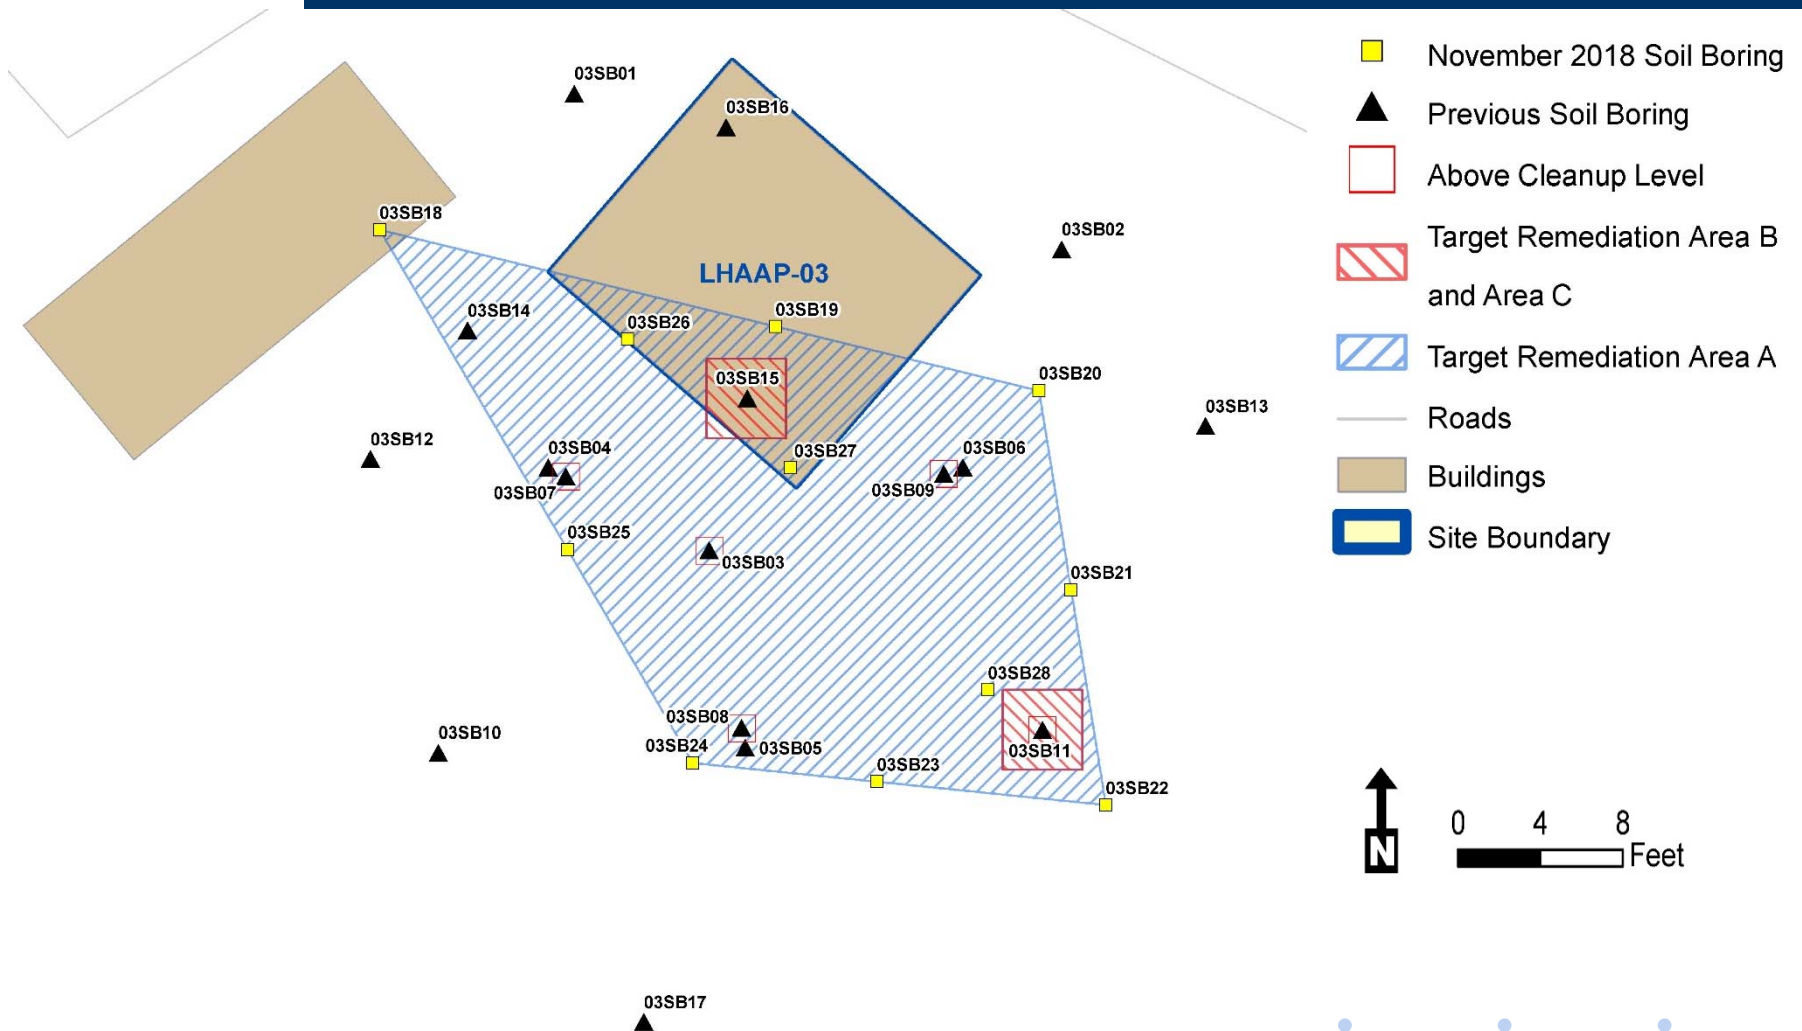 03SB01
03SB16
03SB18
03SB02
LHAAP-03
03SB14
03SB26
03SB19
03SB15
03SB20
03SB13
03SB12
03SB04
03SB27
03SB06
03SB07
03SB09
03SB25
03SB03
03SB21
03SB28
03SB08
03SB10
03SB24
03SB05
03SB11
03SB23
03SB22
03SB17
November 2018 Soil Boring
Previous Soil Boring
Above Cleanup Level
Target Remediation Area B
and Area C
Target Remediation Area A
Roads
Buildings
Site Boundary
N
0 4 8
Feet